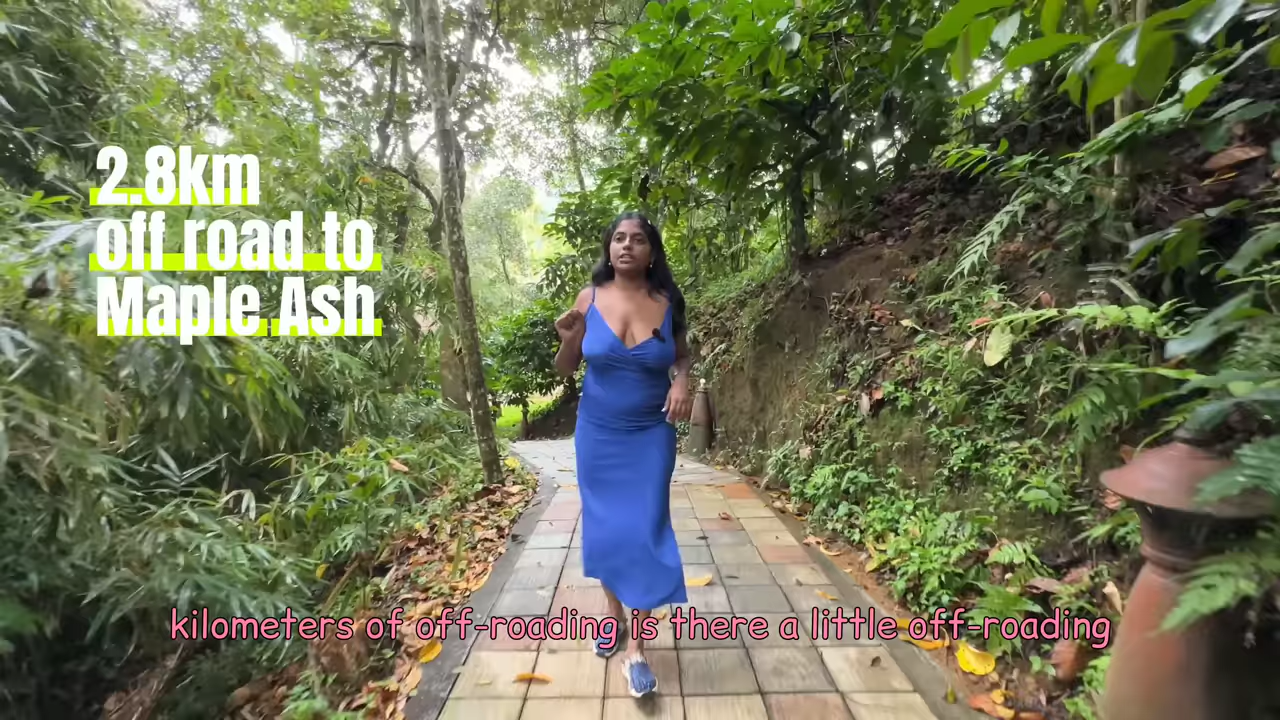 2.8km
off road to
Maple Ash
kilometers of off-roading is there a little off-roading